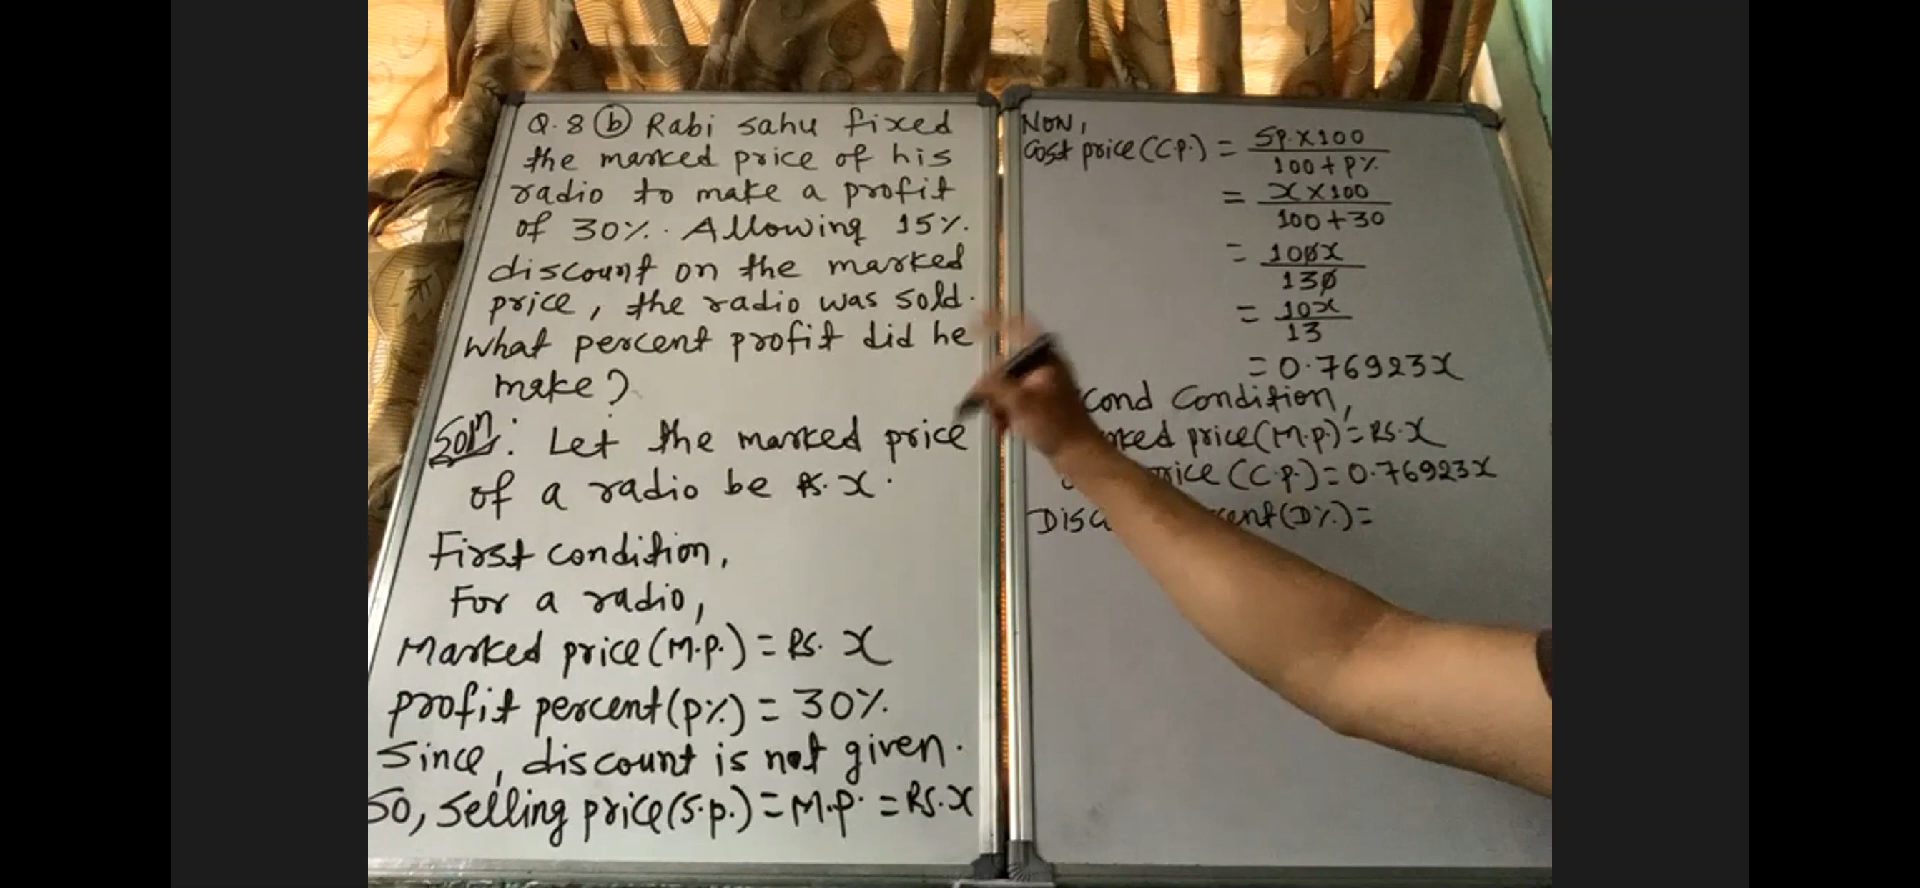 Q.8 (b) Rabi sahu fixed
the marked price of his
radio to make a profit
of 30%. Allowing 15%
discount on the marked
price, the radio was sold.
What percent profit did he
make?
Soln: Let the marked price
of a radio be Rs. x.
First condition,
For a radio,
Marked price (M.p.) = Rs. x
profit percent (p%) = 30%
Since, discount is not given.
So, selling price (s.p.) = M.p. = Rs. x
Now,
Cost price (C.P.) = SP. x 100
100 + P%
= x x 100
100 + 30
= 100x
130
= 10x
13
= 0.76923x
cond Condition,
price (M.p.) = Rs. x
(C.p.) = 0.76923x
(D%) =